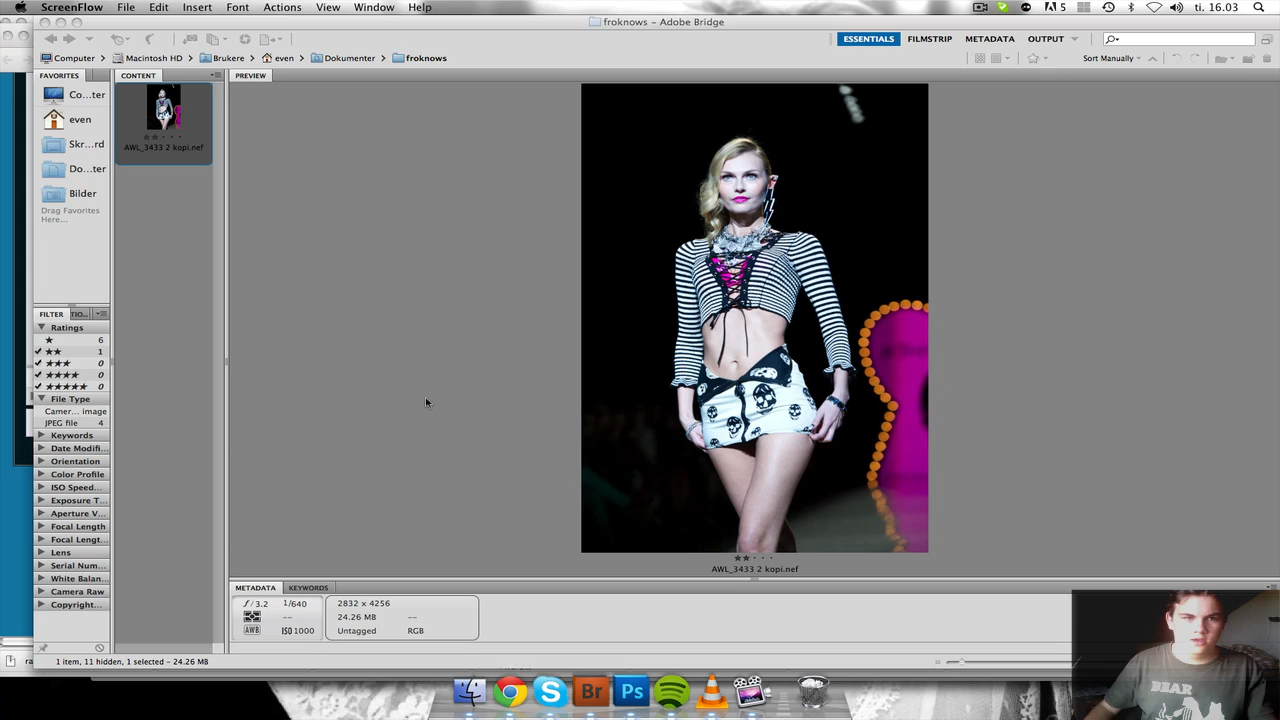 ScreenFlow File Edit Insert Font Actions View Window Help 5 ti. 16.03
froknows – Adobe Bridge
ESSENTIALS FILMSTRIP METADATA OUTPUT
Computer Macintosh HD Brukere even Dokumenter froknows Sort Manually
FAVORITES CONTENT PREVIEW
Co...ter
even
Skr...rd
Do...ter
Bilder
Drag Favorites
Here...
AWL_3433 2 kopi.nef
FILTER TIO...
Ratings
★ 6
★★ 1
★★★ 0
★★★★ 0
★★★★★ 0
File Type
Camer... image
JPEG file 4
Keywords
Date Modifi...
Orientation
Color Profile
ISO Speed...
Exposure T...
Aperture V...
Focal Length
Focal Lengt...
Lens
Serial Num...
White Balan...
Camera Raw
Copyright...
AWL_3433 2 kopi.nef
METADATA KEYWORDS
f/3.2 1/640
-- 
AWB ISO1000
2832 x 4256
24.26 MB --
Untagged RGB
1 item, 11 hidden, 1 selected - 24.26 MB
Br Ps
BEAR